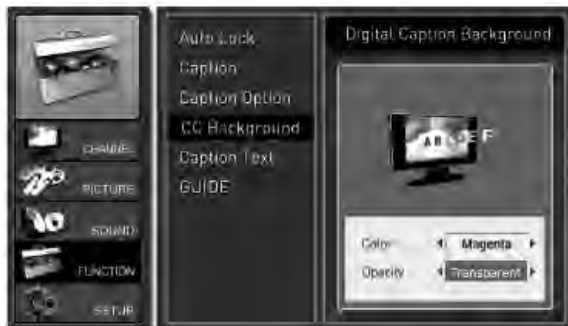 CHANNEL
PICTURE
SOUND
FUNCTION
SETUP
Auto Lock
Caption
Caption Option
CC Background
Caption Text
GUIDE
Digital Caption Background
A B C D E F
Color Magenta
Opacity Transparent